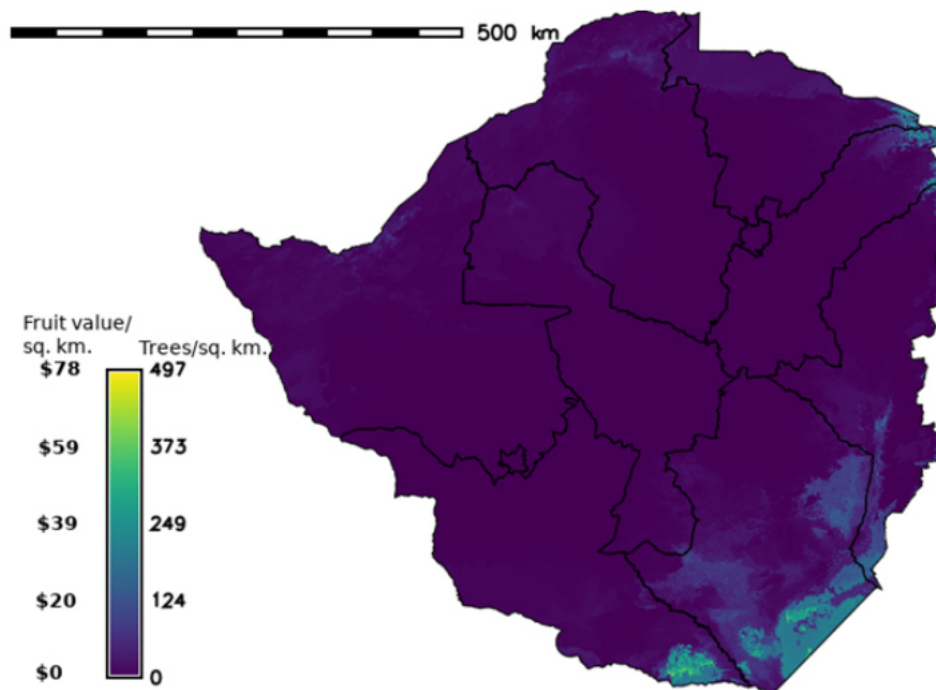 500 km
Fruit value/
sq. km.
Trees/sq. km.
$78 497
$59 373
$39 249
$20 124
$0 0